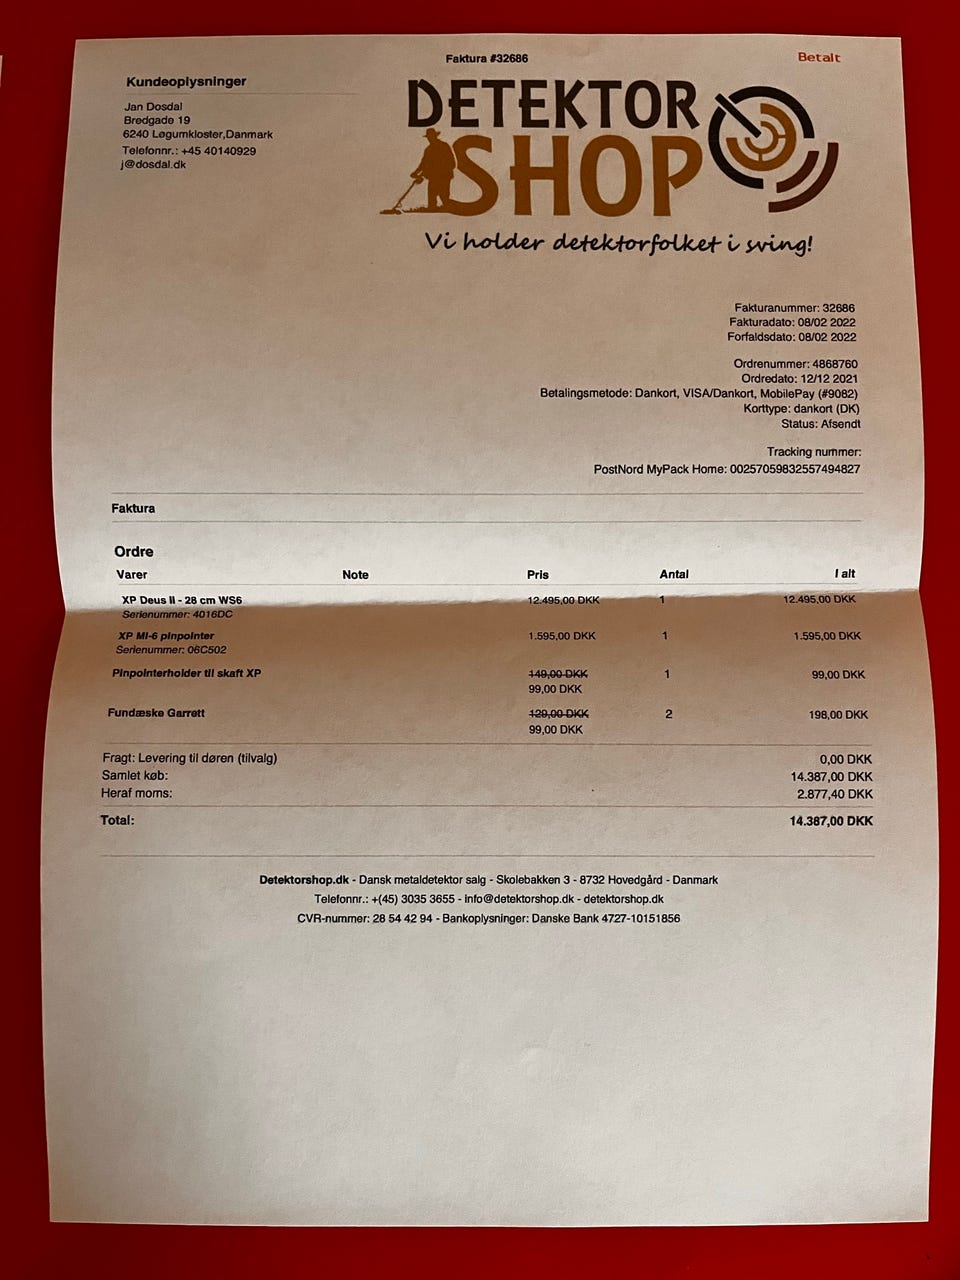 Faktura #32686
Betalt
Kundeoplysninger
Jan Dosdal
Bredgade 19
6240 Løgumkloster,Danmark
Telefonnr.: +45 40140929
j@dosdal.dk
DETEKTOR
SHOP
Vi holder detektorfolket i sving!
Fakturanummer: 32686
Fakturadato: 08/02 2022
Forfaldsdato: 08/02 2022
Ordrenummer: 4868760
Ordredato: 12/12 2021
Betalingsmetode: Dankort, VISA/Dankort, MobilePay (#9082)
Korttype: dankort (DK)
Status: Afsendt
Tracking nummer:
PostNord MyPack Home: 00257059832557494827
Faktura
Ordre
Varer Note Pris Antal I alt
XP Deus II - 28 cm WS6 12.495,00 DKK 1 12.495,00 DKK
Serienummer: 4016DC
XP MI-6 pinpointer 1.595,00 DKK 1 1.595,00 DKK
Serienummer: 06C502
Pinpointerholder til skaft XP 149,00 DKK 1 99,00 DKK
99,00 DKK
Fundæske Garrett 129,00 DKK 2 198,00 DKK
99,00 DKK
Fragt: Levering til døren (tilvalg) 0,00 DKK
Samlet køb: 14.387,00 DKK
Heraf moms: 2.877,40 DKK
Total: 14.387,00 DKK
Detektorshop.dk - Dansk metaldetektor salg - Skolebakken 3 - 8732 Hovedgård - Danmark
Telefonnr.: +(45) 3035 3655 - info@detektorshop.dk - detektorshop.dk
CVR-nummer: 28 54 42 94 - Bankoplysninger: Danske Bank 4727-10151856